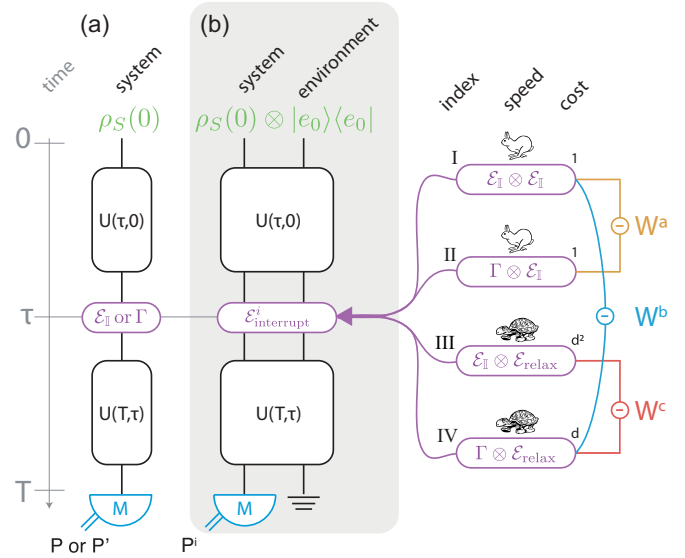 (a)
(b)
time
system
system
environment
index
speed
cost
0
ρ_S(0)
ρ_S(0) ⊗ |e_0⟩⟨e_0|
U(τ,0)
U(τ,0)
I
ℰ_𝕀 ⊗ ℰ_𝕀
1
II
Γ ⊗ ℰ_𝕀
1
III
ℰ_𝕀 ⊗ ℰ_relax
d²
IV
Γ ⊗ ℰ_relax
d
W^a
W^b
W^c
τ
ℰ_𝕀 or Γ
ℰ^i_interrupt
U(T,τ)
U(T,τ)
T
M
M
P or P'
P^i